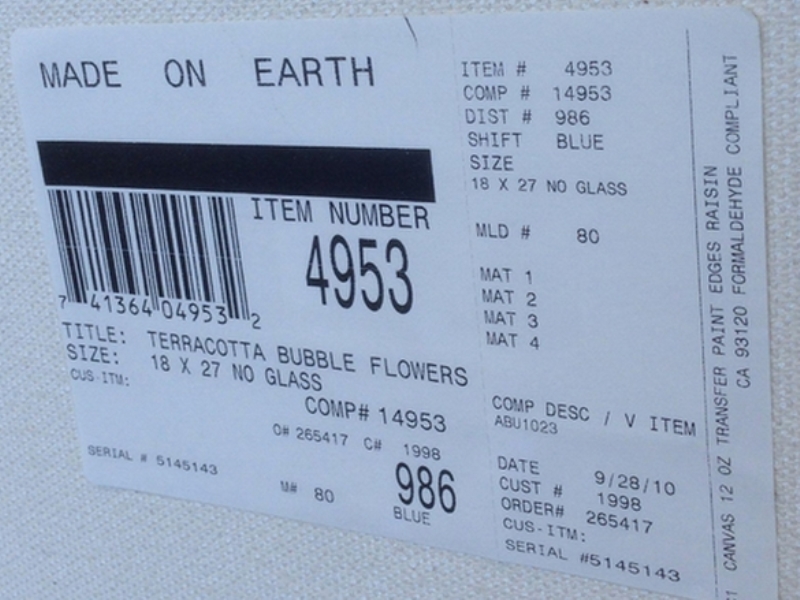 MADE ON EARTH
ITEM NUMBER
4953
7 41364 04953 2
TITLE: TERRACOTTA BUBBLE FLOWERS
SIZE: 18 X 27 NO GLASS
CUS-ITM:
COMP# 14953
O# 265417 C# 1998
SERIAL # 5145143
M# 80
986
BLUE
ITEM # 4953
COMP # 14953
DIST # 986
SHIFT BLUE
SIZE
18 X 27 NO GLASS
MLD # 80
MAT 1
MAT 2
MAT 3
MAT 4
COMP DESC / V ITEM
ABU1023
DATE 9/28/10
CUST # 1998
ORDER# 265417
CUS-ITM:
SERIAL #5145143
CANVAS 12 OZ TRANSFER PAINT EDGES RAISIN
CA 93120 FORMALDEHYDE COMPLIANT